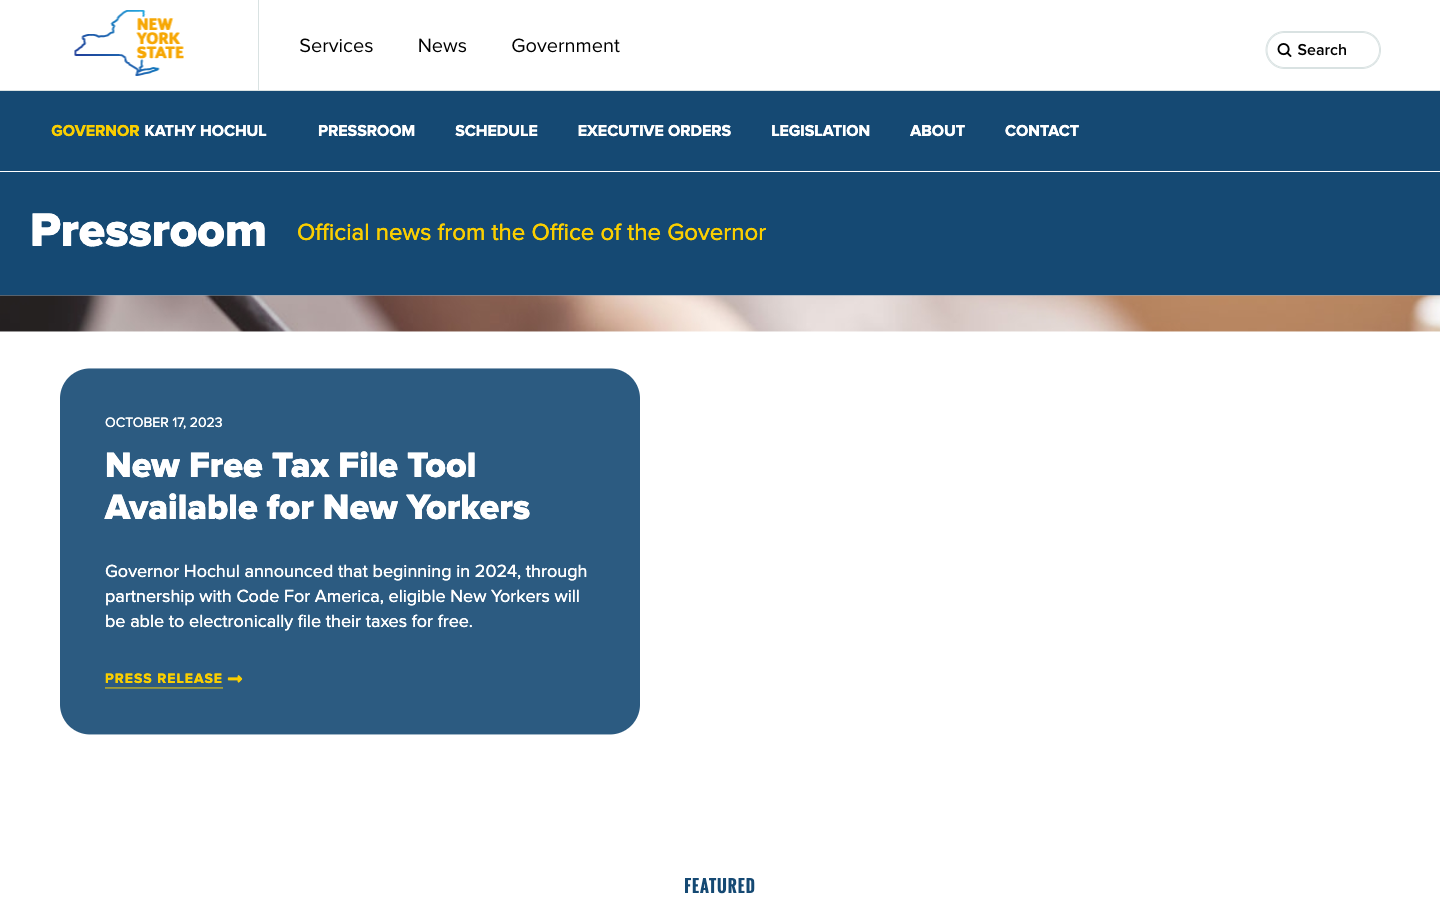 NEW
YORK
STATE
Services
News
Government
Search
GOVERNOR KATHY HOCHUL
PRESSROOM
SCHEDULE
EXECUTIVE ORDERS
LEGISLATION
ABOUT
CONTACT
Pressroom
Official news from the Office of the Governor
OCTOBER 17, 2023
New Free Tax File Tool
Available for New Yorkers
Governor Hochul announced that beginning in 2024, through
partnership with Code For America, eligible New Yorkers will
be able to electronically file their taxes for free.
PRESS RELEASE
FEATURED